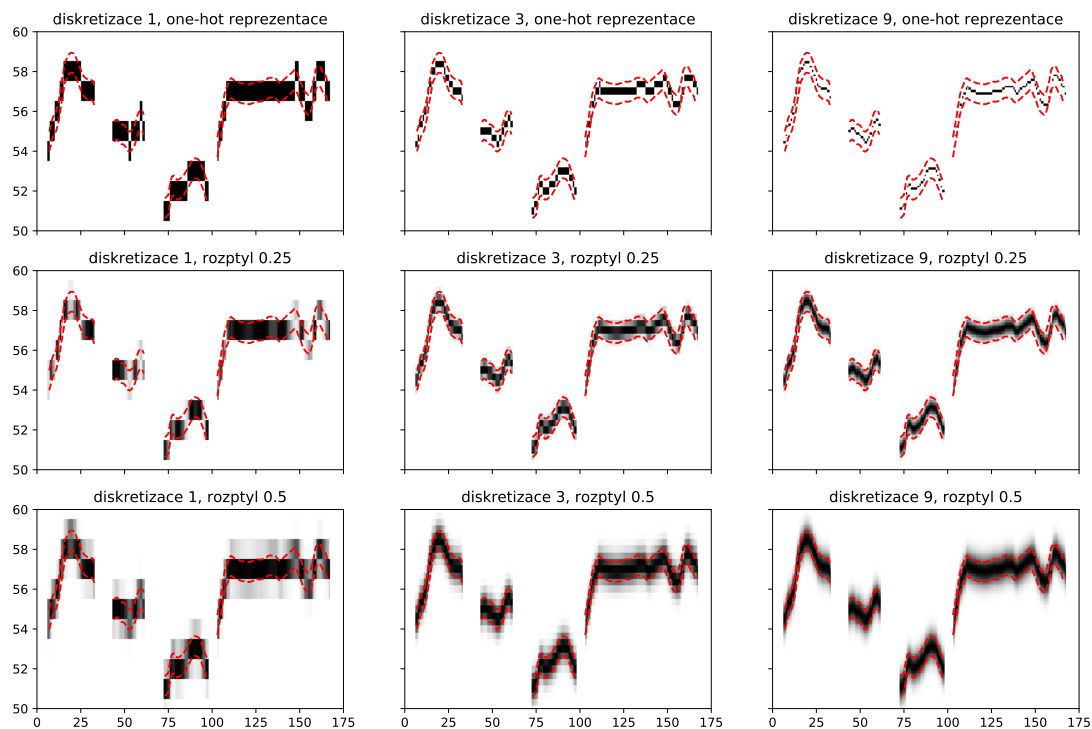 diskretizace 1, one-hot reprezentace
diskretizace 3, one-hot reprezentace
diskretizace 9, one-hot reprezentace
60
58
56
54
52
50
diskretizace 1, rozptyl 0.25
diskretizace 3, rozptyl 0.25
diskretizace 9, rozptyl 0.25
60
58
56
54
52
50
diskretizace 1, rozptyl 0.5
diskretizace 3, rozptyl 0.5
diskretizace 9, rozptyl 0.5
60
58
56
54
52
50
0 25 50 75 100 125 150 175
0 25 50 75 100 125 150 175
0 25 50 75 100 125 150 175